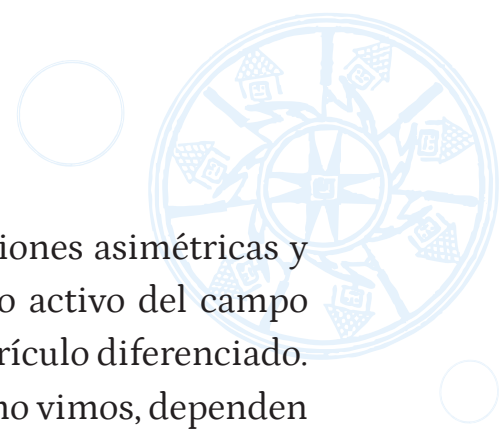 iones asimétricas y
o activo del campo
rículo diferenciado.
no vimos, dependen